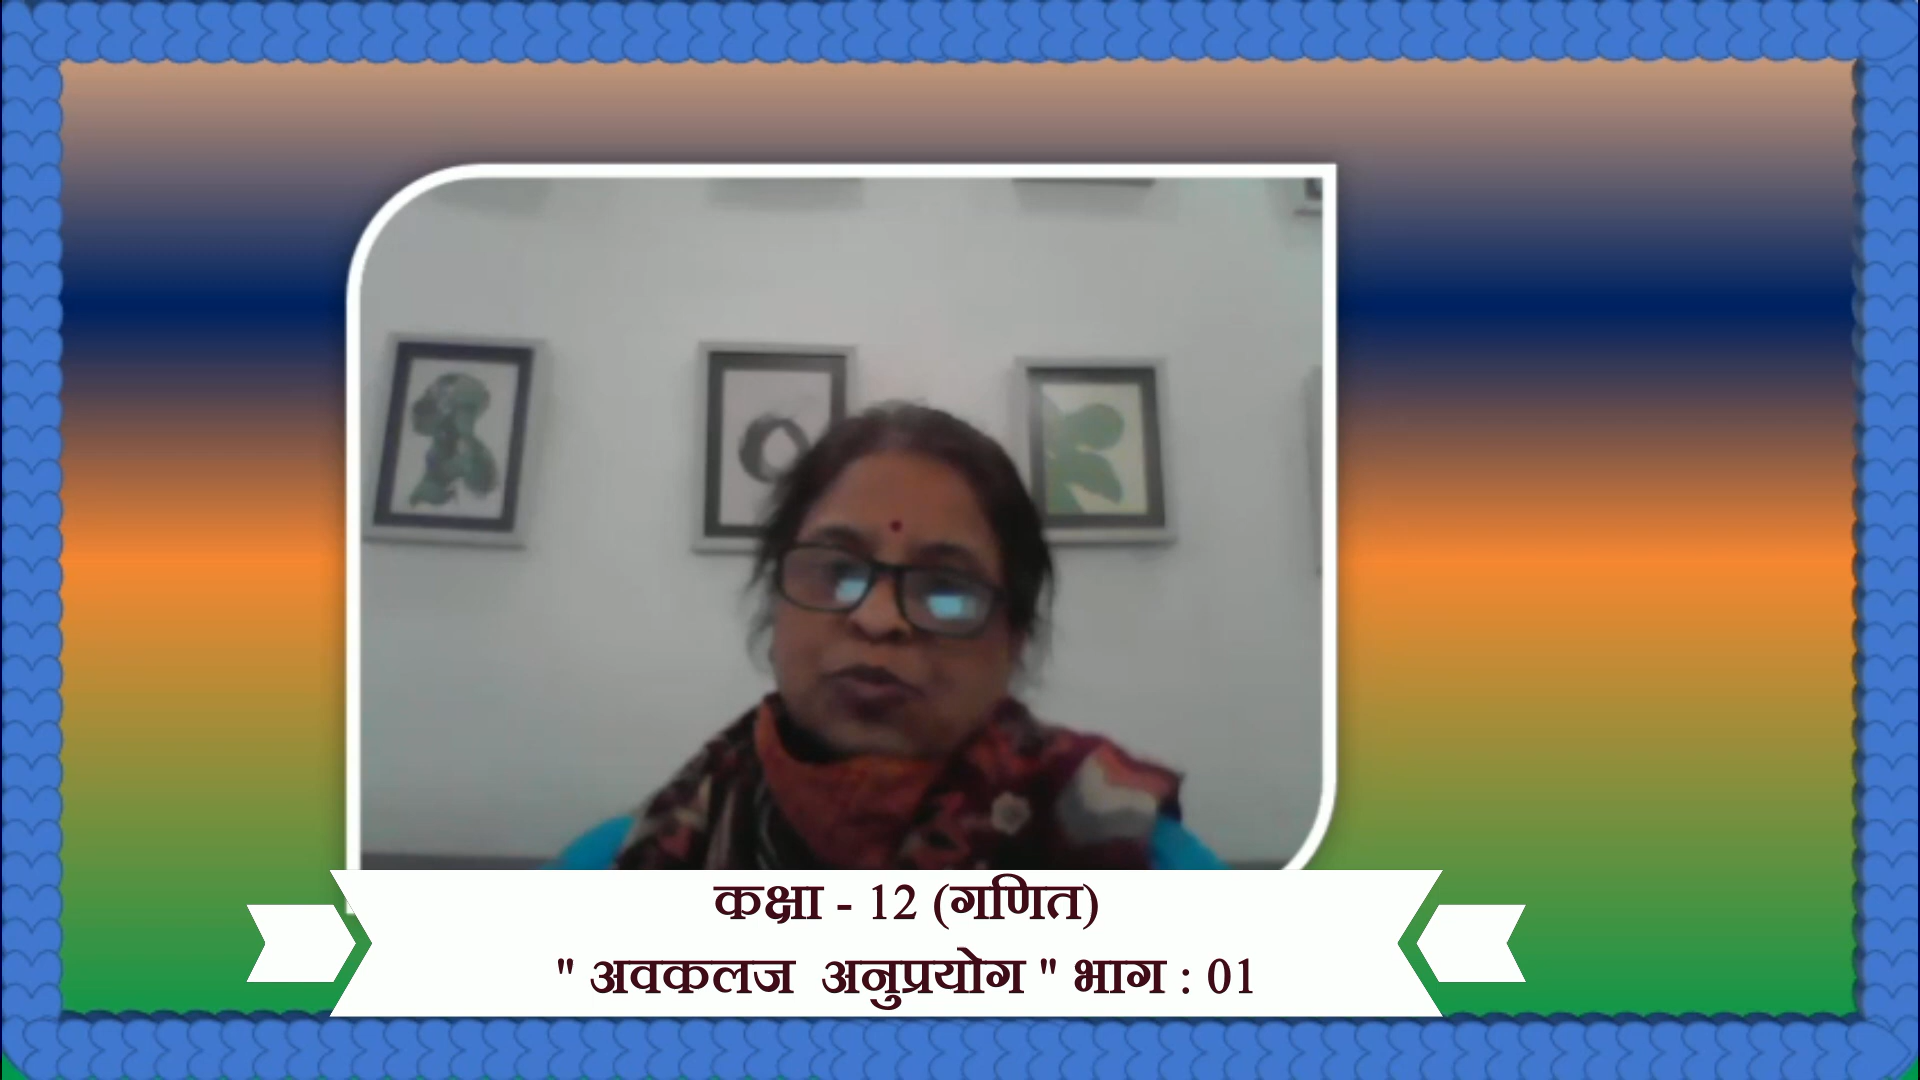 कक्षा - 12 (गणित)
" अवकलज अनुप्रयोग " भाग : 01